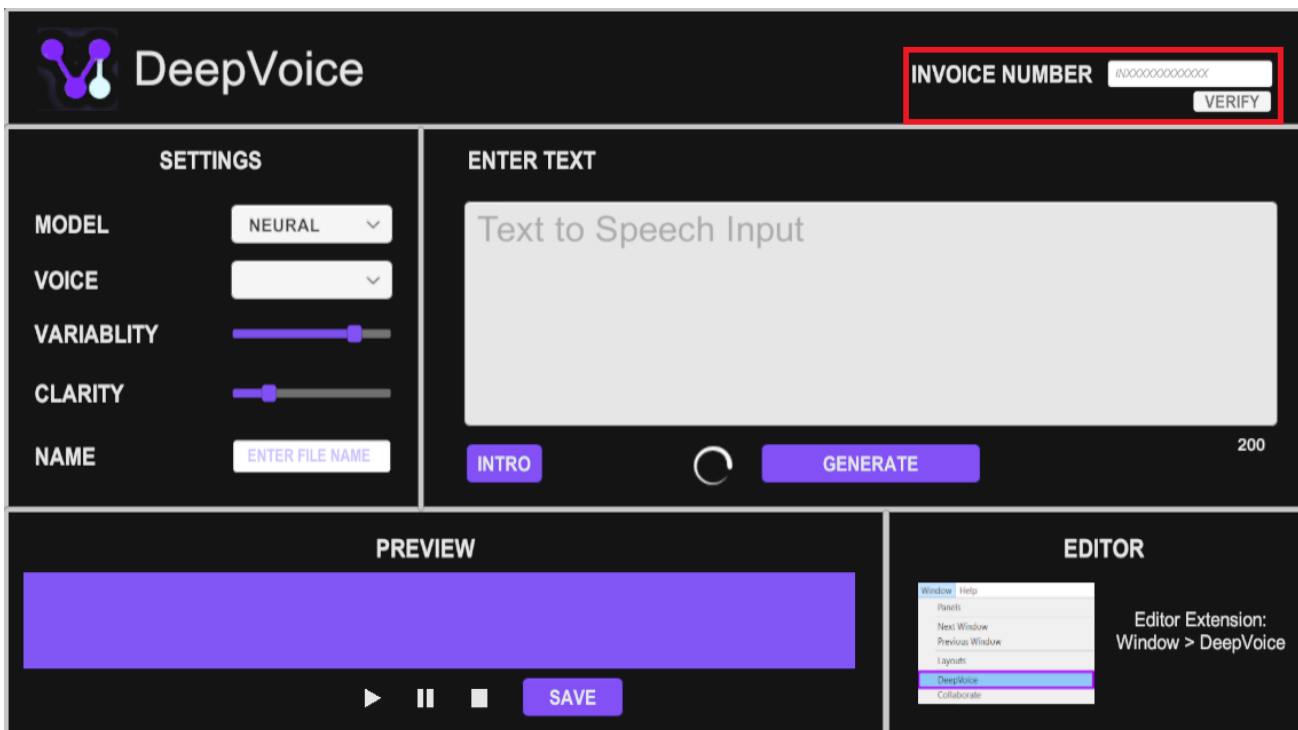 DeepVoice
INVOICE NUMBER
INXXXXXXXXXXXX
VERIFY
SETTINGS
MODEL
NEURAL
VOICE
VARIABLITY
CLARITY
NAME
ENTER FILE NAME
ENTER TEXT
Text to Speech Input
200
INTRO
GENERATE
PREVIEW
SAVE
EDITOR
Window Help
Panels
Next Window
Previous Window
Layouts
DeepVoice
Collaborate
Editor Extension:
Window > DeepVoice